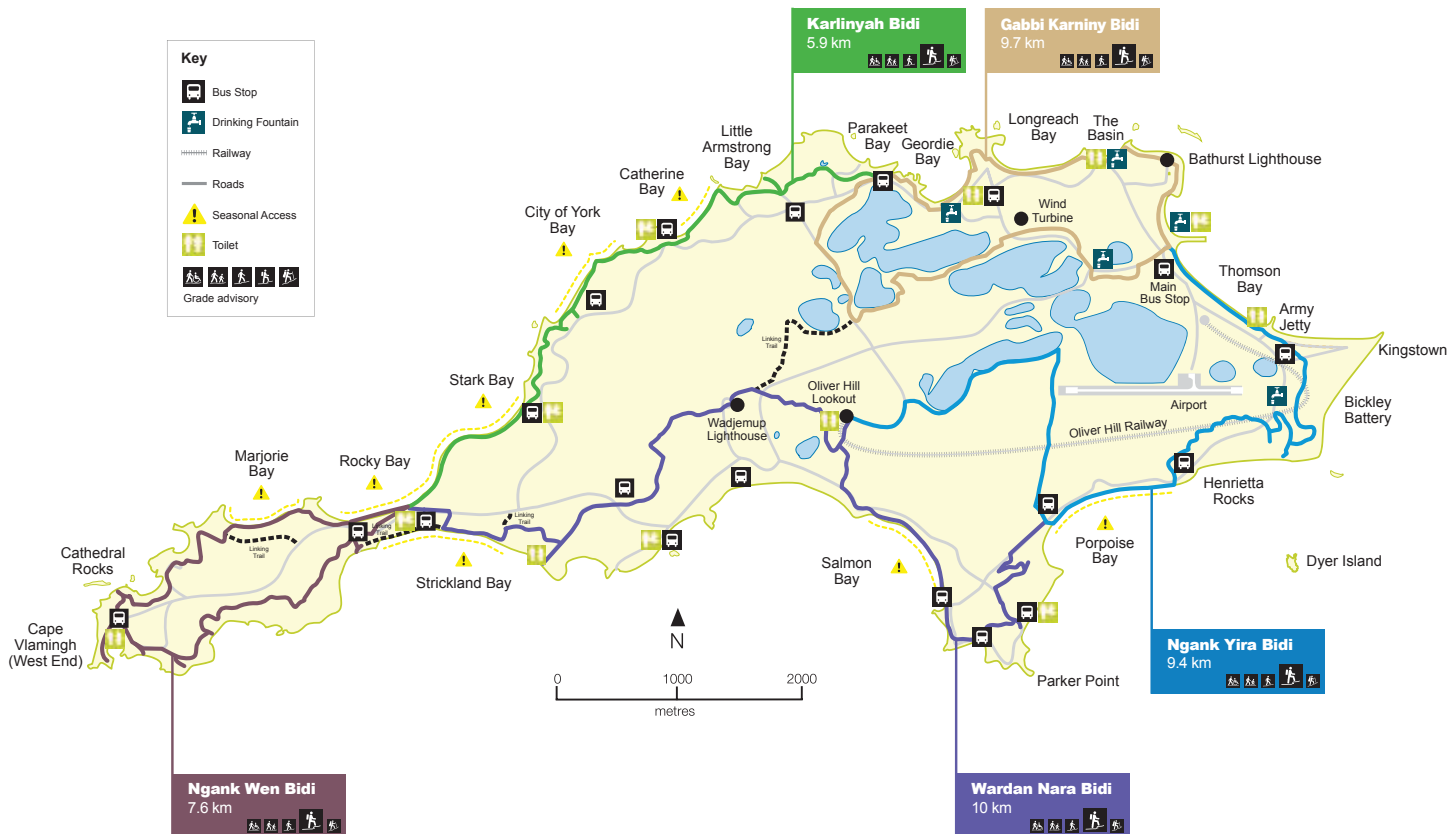 Karlinyah Bidi
5.9 km
Gabbi Karniny Bidi
9.7 km
Key
Bus Stop
Drinking Fountain
Railway
Roads
Seasonal Access
Toilet
Grade advisory
Little
Armstrong
Bay
Parakeet
Bay
Geordie
Bay
Longreach
Bay
The
Basin
Bathurst Lighthouse
Catherine
Bay
City of York
Bay
Wind
Turbine
Main
Bus Stop
Thomson
Bay
Army
Jetty
Kingstown
Linking
Trail
Stark Bay
Oliver Hill
Lookout
Wadjemup
Lighthouse
Airport
Bickley
Battery
Oliver Hill Railway
Marjorie
Bay
Rocky Bay
Henrietta
Rocks
Linking
Trail
Linking
Trail
Linking
Trail
Cathedral
Rocks
Strickland Bay
Salmon
Bay
Porpoise
Bay
Dyer Island
Cape
Vlamingh
(West End)
N
0
1000
2000
metres
Parker Point
Ngank Yira Bidi
9.4 km
Ngank Wen Bidi
7.6 km
Wardan Nara Bidi
10 km